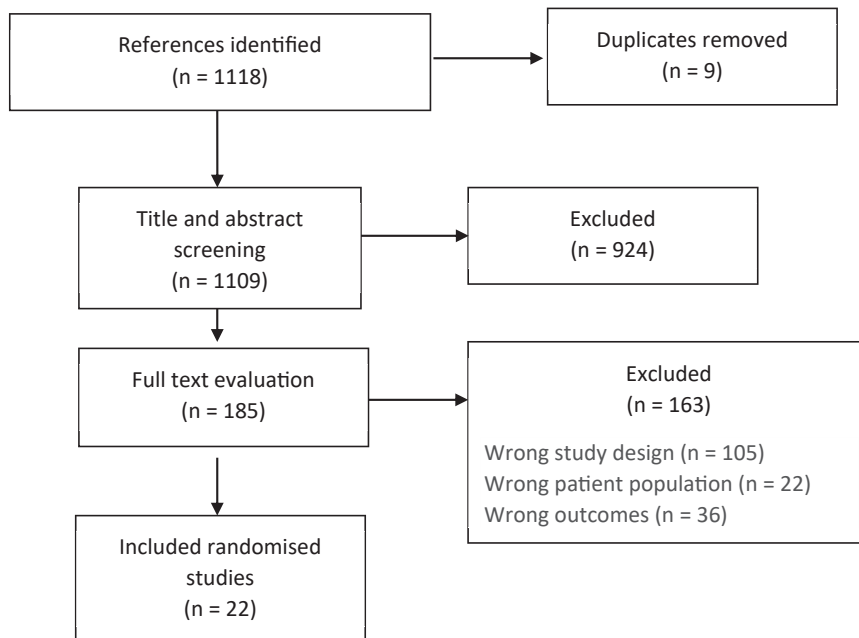 References identified
(n = 1118)
Duplicates removed
(n = 9)
Title and abstract
screening
(n = 1109)
Excluded
(n = 924)
Full text evaluation
(n = 185)
Excluded
(n = 163)
Wrong study design (n = 105)
Wrong patient population (n = 22)
Wrong outcomes (n = 36)
Included randomised
studies
(n = 22)